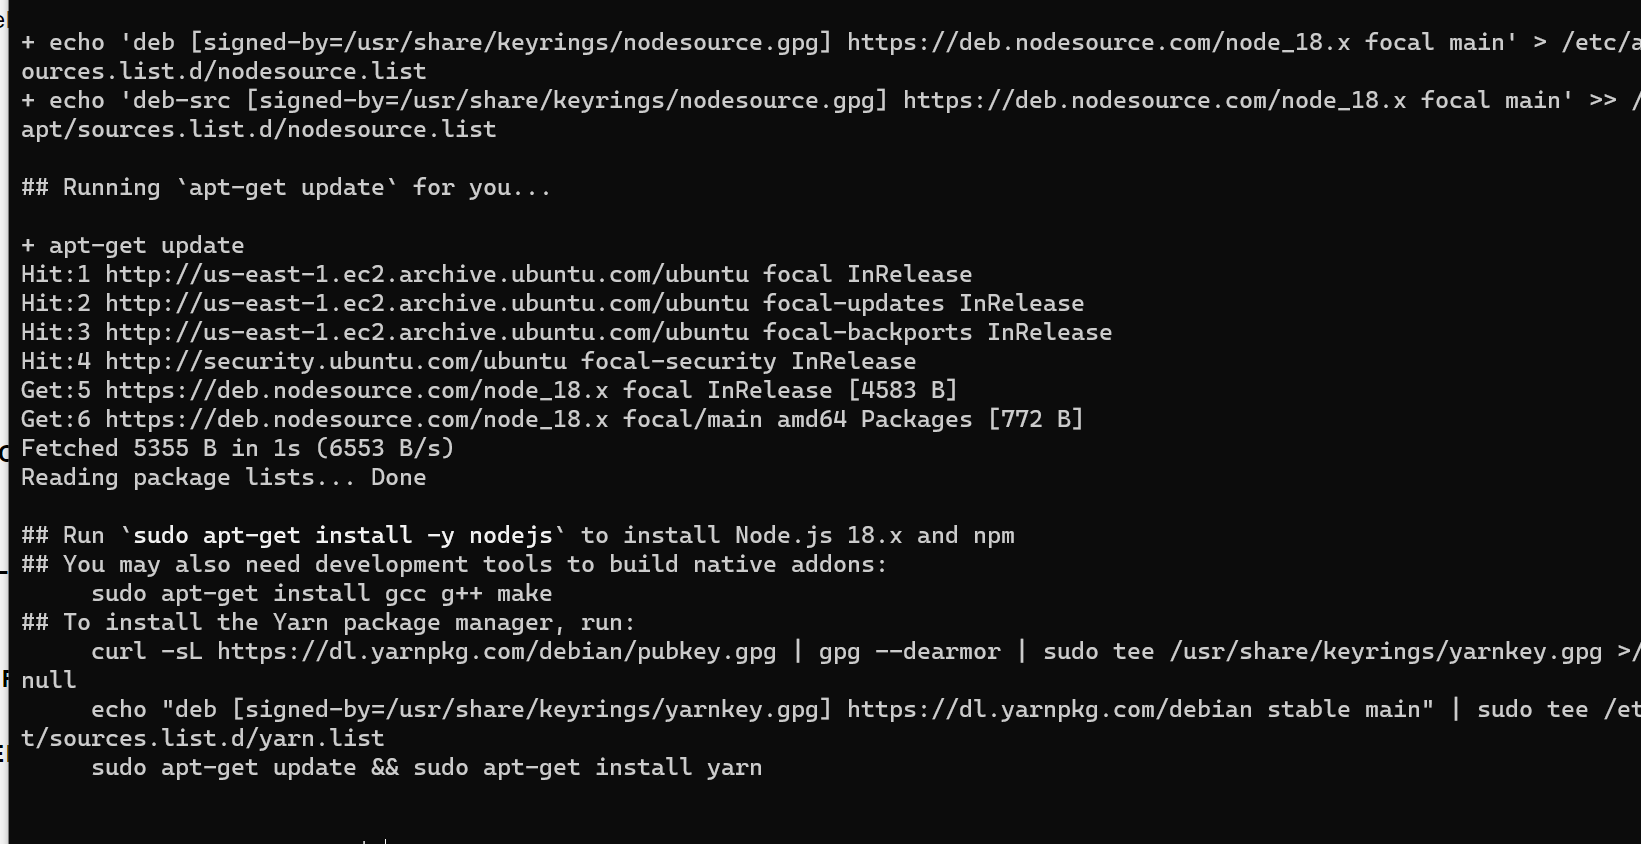 + echo 'deb [signed-by=/usr/share/keyrings/nodesource.gpg] https://deb.nodesource.com/node_18.x focal main' > /etc/a
ources.list.d/nodesource.list
+ echo 'deb-src [signed-by=/usr/share/keyrings/nodesource.gpg] https://deb.nodesource.com/node_18.x focal main' >> /
apt/sources.list.d/nodesource.list
## Running `apt-get update` for you...
+ apt-get update
Hit:1 http://us-east-1.ec2.archive.ubuntu.com/ubuntu focal InRelease
Hit:2 http://us-east-1.ec2.archive.ubuntu.com/ubuntu focal-updates InRelease
Hit:3 http://us-east-1.ec2.archive.ubuntu.com/ubuntu focal-backports InRelease
Hit:4 http://security.ubuntu.com/ubuntu focal-security InRelease
Get:5 https://deb.nodesource.com/node_18.x focal InRelease [4583 B]
Get:6 https://deb.nodesource.com/node_18.x focal/main amd64 Packages [772 B]
Fetched 5355 B in 1s (6553 B/s)
Reading package lists... Done
## Run `sudo apt-get install -y nodejs` to install Node.js 18.x and npm
## You may also need development tools to build native addons:
sudo apt-get install gcc g++ make
## To install the Yarn package manager, run:
curl -sL https://dl.yarnpkg.com/debian/pubkey.gpg | gpg --dearmor | sudo tee /usr/share/keyrings/yarnkey.gpg >/
null
echo "deb [signed-by=/usr/share/keyrings/yarnkey.gpg] https://dl.yarnpkg.com/debian stable main" | sudo tee /et
t/sources.list.d/yarn.list
sudo apt-get update && sudo apt-get install yarn